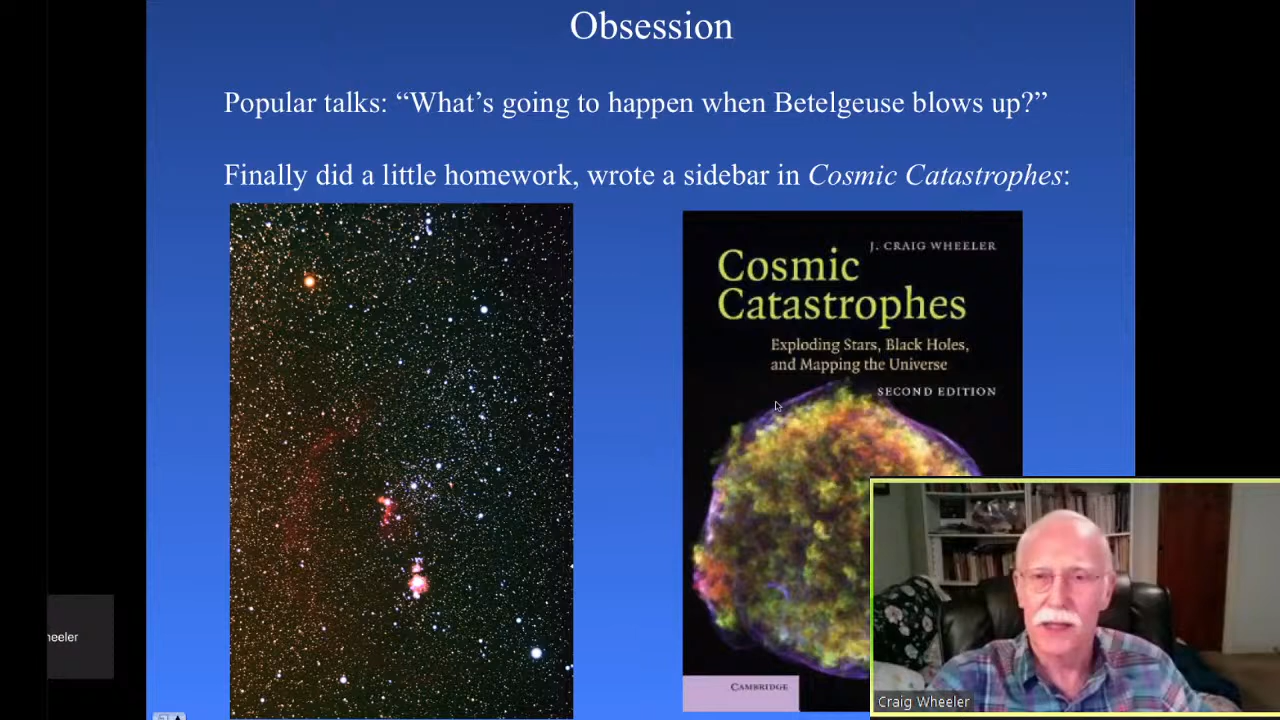 Obsession
Popular talks: “What’s going to happen when Betelgeuse blows up?”
Finally did a little homework, wrote a sidebar in Cosmic Catastrophes:
J. CRAIG WHEELER
Cosmic
Catastrophes
Exploding Stars, Black Holes,
and Mapping the Universe
SECOND EDITION
CAMBRIDGE
heeler
Craig Wheeler